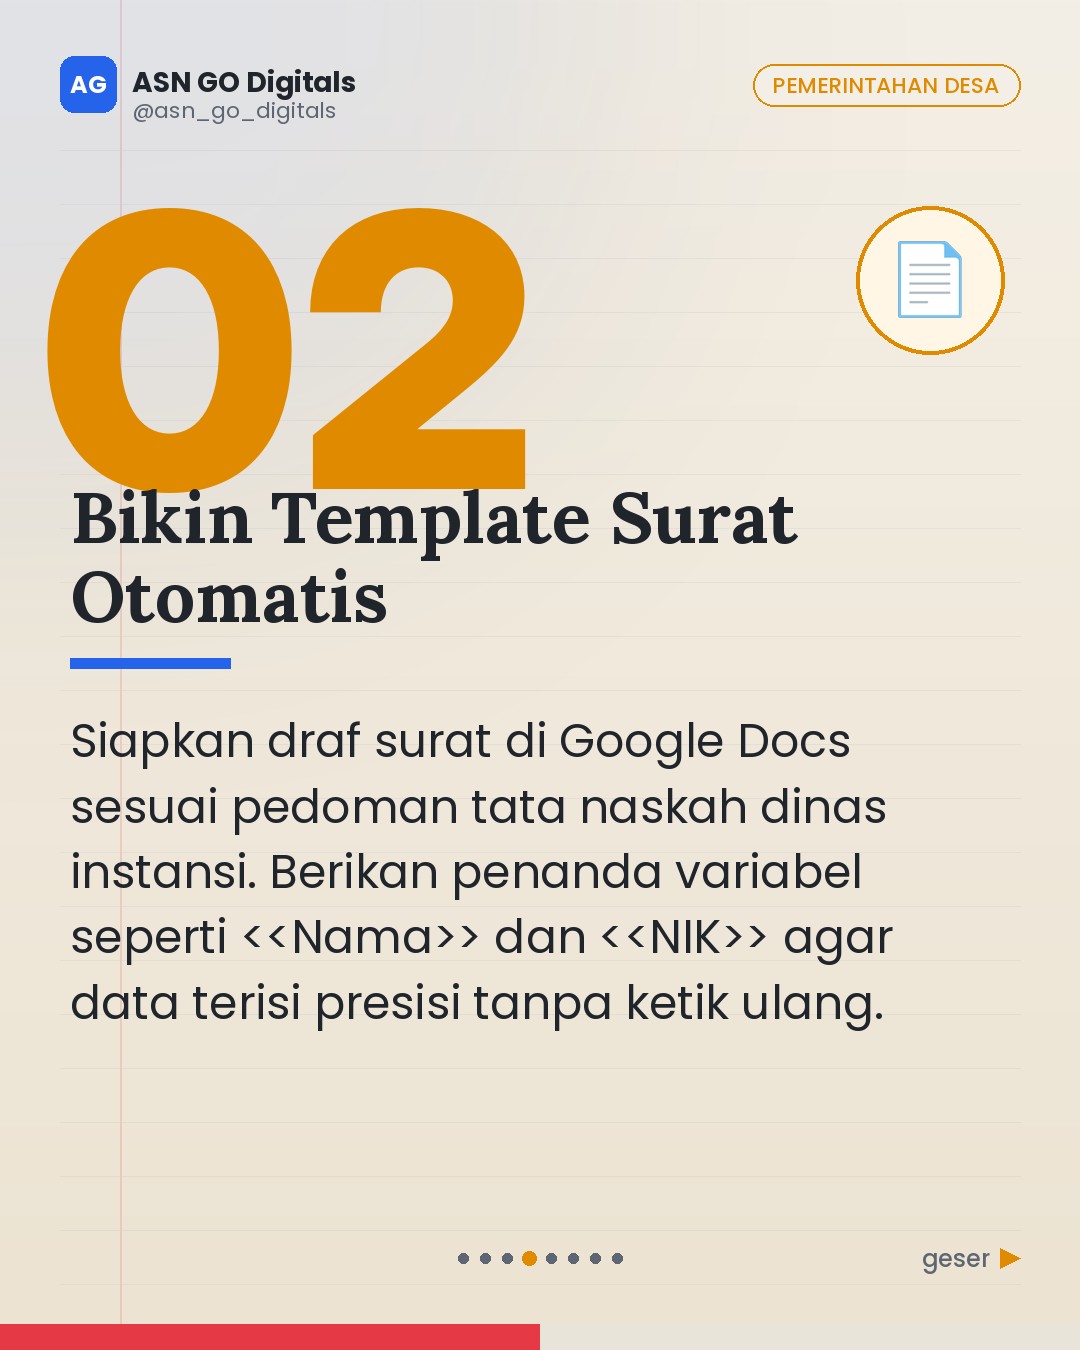 AG
ASN GO Digitals
@asn_go_digitals
PEMERINTAHAN DESA
02
Bikin Template Surat
Otomatis
Siapkan draf surat di Google Docs
sesuai pedoman tata naskah dinas
instansi. Berikan penanda variabel
seperti <<Nama>> dan <<NIK>> agar
data terisi presisi tanpa ketik ulang.
geser